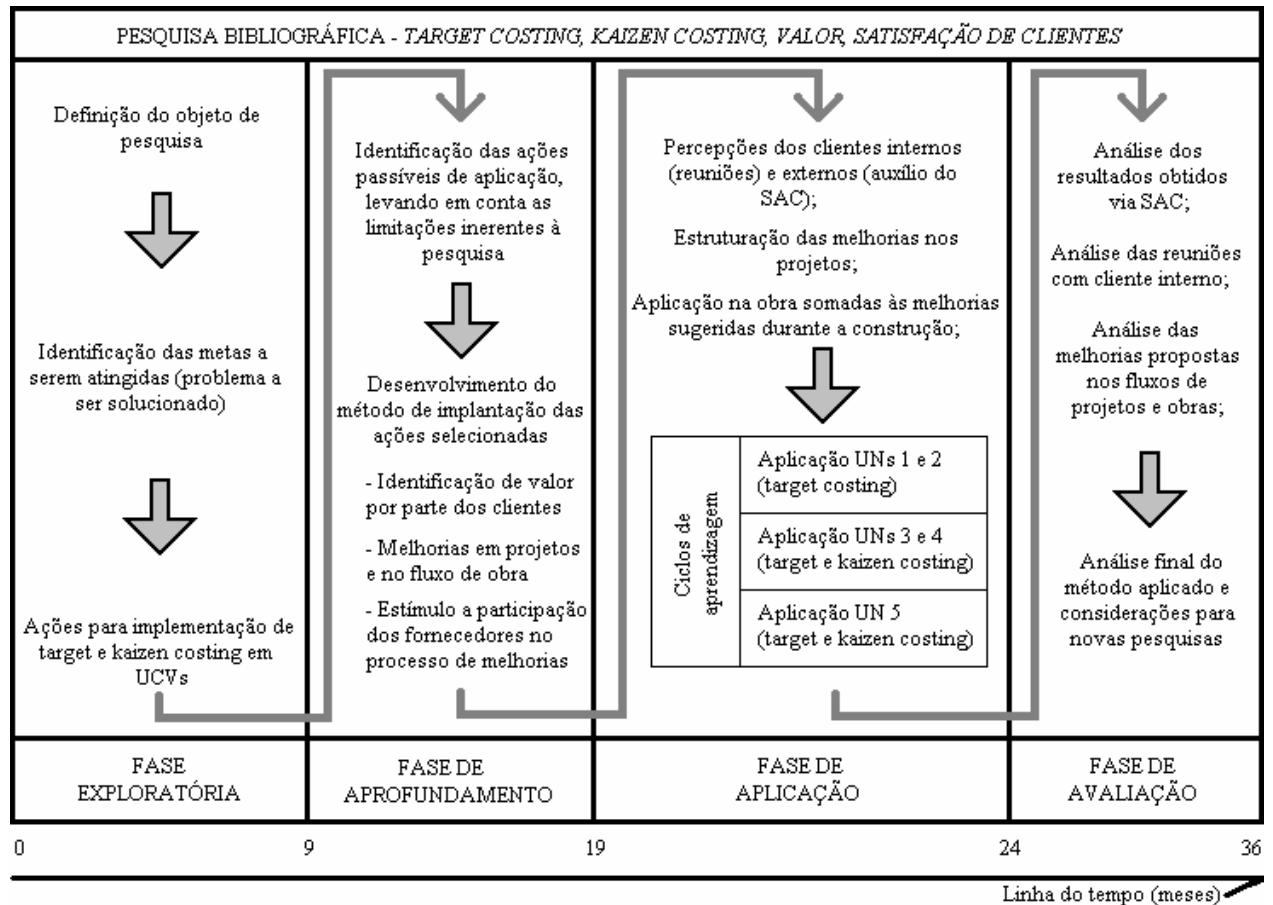 PESQUISA BIBLIOGRÁFICA - TARGET COSTING, KAIZEN COSTING, VALOR, SATISFAÇÃO DE CLIENTES
Definição do objeto de
pesquisa
Identificação das metas a
serem atingidas (problema a
ser solucionado)
Ações para implementação de
target e kaizen costing em
UCVs
FASE
EXPLORATÓRIA
Identificação das ações
passíveis de aplicação,
levando em conta as
limitações inerentes à
pesquisa
Desenvolvimento do
método de implantação das
ações selecionadas
- Identificação de valor
por parte dos clientes
- Melhorias em projetos
e no fluxo de obra
- Estímulo a participação
dos fornecedores no
processo de melhorias
FASE DE
APROFUNDAMENTO
Percepções dos clientes internos
(reuniões) e externos (auxílio do
SAC);
Estruturação das melhorias nos
projetos;
Aplicação na obra somadas às melhorias
sugeridas durante a construção;
Ciclos de
aprendizagem
Aplicação UNs 1 e 2
(target costing)
Aplicação UNs 3 e 4
(target e kaizen costing)
Aplicação UN 5
(target e kaizen costing)
FASE DE
APLICAÇÃO
Análise dos
resultados obtidos
via SAC;
Análise das reuniões
com cliente interno;
Análise das
melhorias propostas
nos fluxos de
projetos e obras;
Análise final do
método aplicado e
considerações para
novas pesquisas
FASE DE
AVALIAÇÃO
0 9 19 24 36
Linha do tempo (meses)